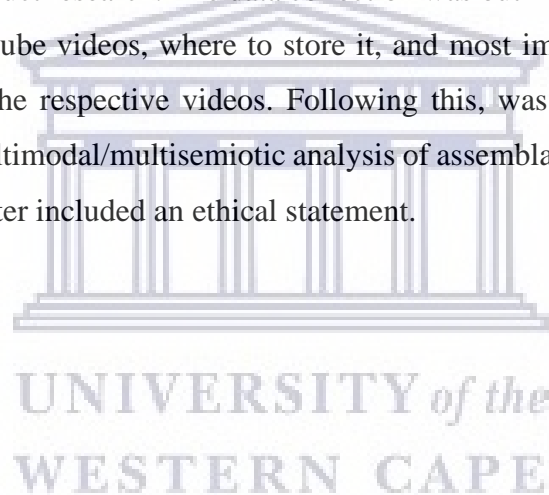 ube videos, where to store it, and most im
he respective videos. Following this, was
ltimodal/multisemiotic analysis of assembla
ter included an ethical statement.
UNIVERSITY of the
WESTERN CAPE